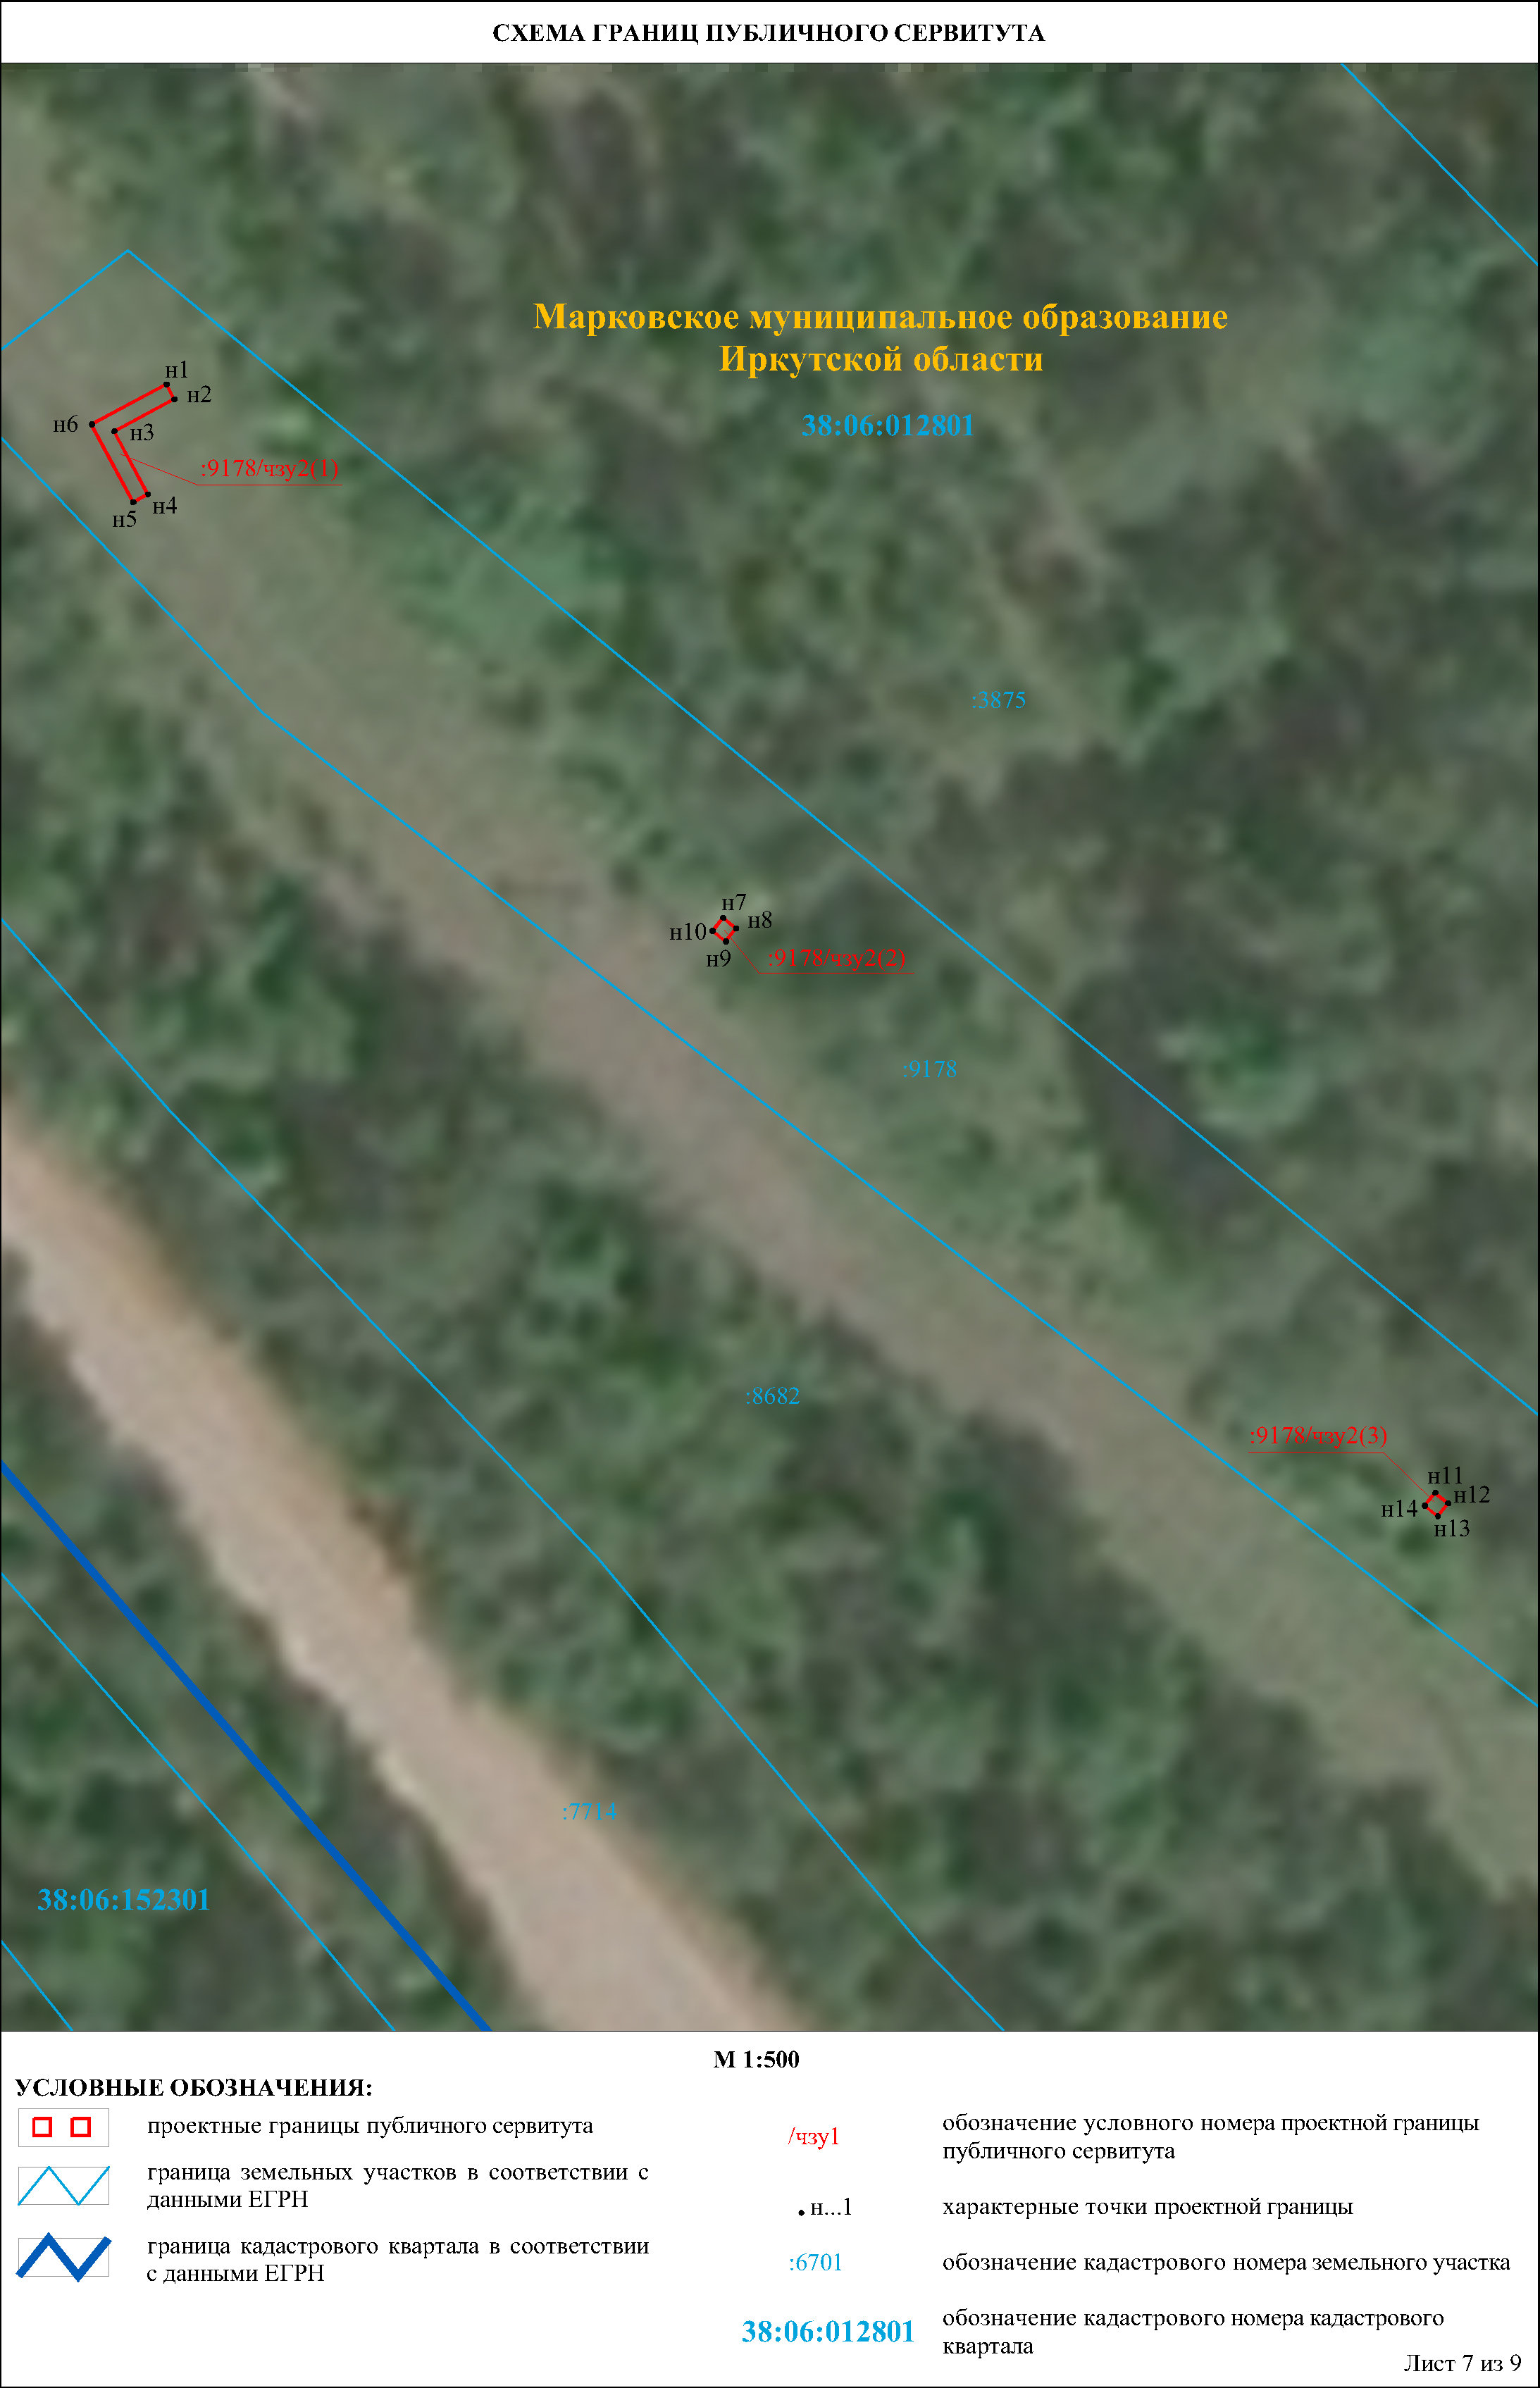 СХЕМА ГРАНИЦ ПУБЛИЧНОГО СЕРВИТУТА
Марковское муниципальное образование
Иркутской области
38:06:012801
н1
н2
н6
н3
:9178/чзу2(1)
н4
н5
:3875
н7
н8
н10
н9
:9178/чзу2(2)
:9178
:8682
:9178/чзу2(3)
н11
н12
н14
н13
:7714
38:06:152301
М 1:500
УСЛОВНЫЕ ОБОЗНАЧЕНИЯ:
проектные границы публичного сервитута
граница земельных участков в соответствии с
данными ЕГРН
граница кадастрового квартала в соответствии
с данными ЕГРН
/чзу1
обозначение условного номера проектной границы
публичного сервитута
н...1
характерные точки проектной границы
:6701
обозначение кадастрового номера земельного участка
38:06:012801
обозначение кадастрового номера кадастрового
квартала
Лист 7 из 9